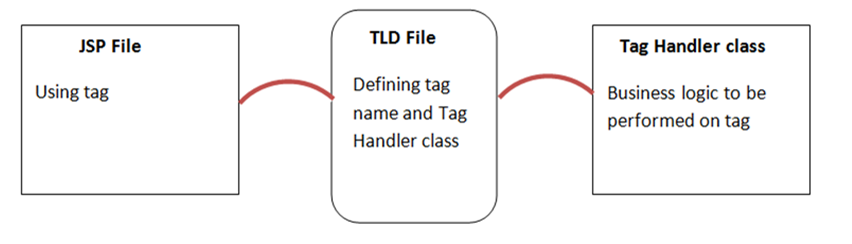 JSP File
Using tag
TLD File
Defining tag
name and Tag
Handler class
Tag Handler class
Business logic to be
performed on tag